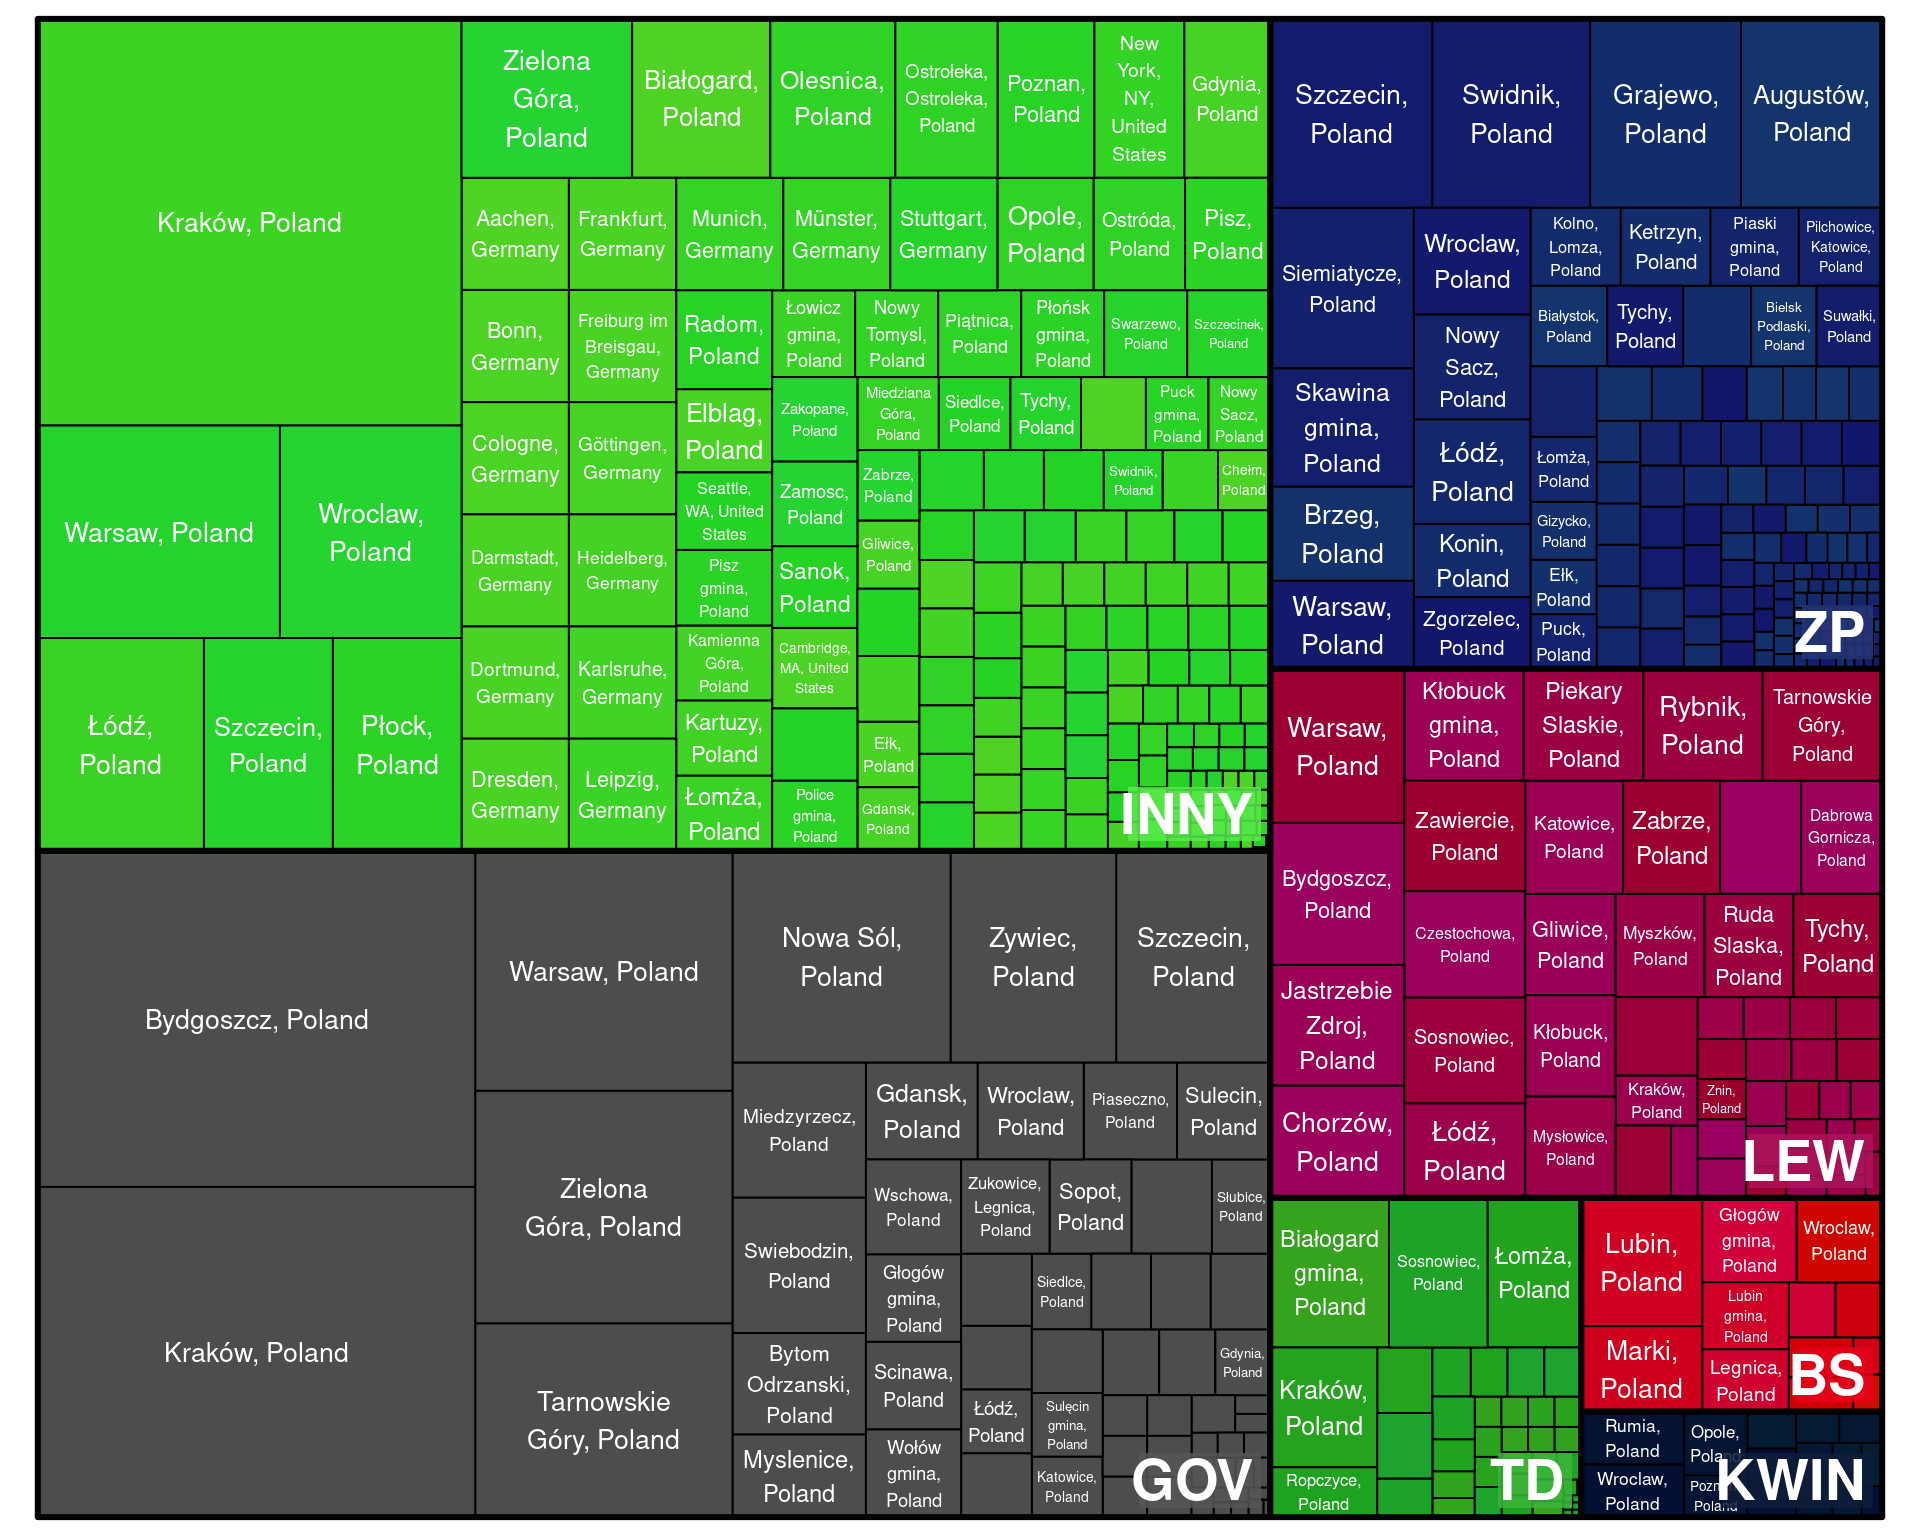 Kraków, Poland
Warsaw, Poland
Wroclaw,
Poland
Łódź,
Poland
Szczecin,
Poland
Płock,
Poland
Zielona
Góra,
Poland
Białogard,
Poland
Olesnica,
Poland
Ostrołeka,
Ostroleka,
Poland
Poznan,
Poland
New
York,
NY,
United
States
Gdynia,
Poland
Aachen,
Germany
Frankfurt,
Germany
Munich,
Germany
Münster,
Germany
Stuttgart,
Germany
Opole,
Poland
Ostróda,
Poland
Pisz,
Poland
Bonn,
Germany
Freiburg im
Breisgau,
Germany
Cologne,
Germany
Göttingen,
Germany
Darmstadt,
Germany
Heidelberg,
Germany
Dortmund,
Germany
Karlsruhe,
Germany
Dresden,
Germany
Leipzig,
Germany
Radom,
Poland
Elblag,
Poland
Seattle,
WA, United
States
Pisz
gmina,
Poland
Kamienna
Góra,
Poland
Kartuzy,
Poland
Łomża,
Poland
Łowicz
gmina,
Poland
Nowy
Tomysl,
Poland
Piątnica,
Poland
Płońsk
gmina,
Poland
Swarzewo,
Poland
Szczecinek,
Poland
Zakopane,
Poland
Zamosc,
Poland
Sanok,
Poland
Cambridge,
MA, United
States
Police
gmina,
Poland
Miedziana
Góra,
Poland
Siedlce,
Poland
Tychy,
Poland
Puck
gmina,
Poland
Nowy
Sacz,
Poland
Zabrze,
Poland
Gliwice,
Poland
Ełk,
Poland
Gdansk,
Poland
Swidnik,
Poland
Chełm,
Poland
INNY
Bydgoszcz, Poland
Kraków, Poland
Warsaw, Poland
Zielona
Góra, Poland
Tarnowskie
Góry, Poland
Nowa Sól,
Poland
Zywiec,
Poland
Szczecin,
Poland
Miedzyrzecz,
Poland
Swiebodzin,
Poland
Bytom
Odrzanski,
Poland
Myslenice,
Poland
Gdansk,
Poland
Wroclaw,
Poland
Piaseczno,
Poland
Sulecin,
Poland
Wschowa,
Poland
Głogów
gmina,
Poland
Scinawa,
Poland
Wołów
gmina,
Poland
Zukowice,
Legnica,
Poland
Sopot,
Poland
Słubice,
Poland
Siedlce,
Poland
Łódź,
Poland
Gdynia,
Poland
Sulęcin
gmina,
Poland
Katowice,
Poland
GOV
Szczecin,
Poland
Swidnik,
Poland
Grajewo,
Poland
Augustów,
Poland
Siemiatycze,
Poland
Skawina
gmina,
Poland
Brzeg,
Poland
Warsaw,
Poland
Wroclaw,
Poland
Nowy
Sacz,
Poland
Łódź,
Poland
Konin,
Poland
Zgorzelec,
Poland
Kolno,
Lomza,
Poland
Ketrzyn,
Poland
Piaski
gmina,
Poland
Pilchowice,
Katowice,
Poland
Białystok,
Poland
Tychy,
Poland
Bielsk
Podlaski,
Poland
Suwałki,
Poland
Łomża,
Poland
Gizycko,
Poland
Ełk,
Poland
Puck,
Poland
ZP
Warsaw,
Poland
Bydgoszcz,
Poland
Jastrzebie
Zdroj,
Poland
Chorzów,
Poland
Kłobuck
gmina,
Poland
Piekary
Slaskie,
Poland
Rybnik,
Poland
Tarnowskie
Góry,
Poland
Zawiercie,
Poland
Czestochowa,
Poland
Sosnowiec,
Poland
Łódź,
Poland
Katowice,
Poland
Zabrze,
Poland
Dabrowa
Gornicza,
Poland
Gliwice,
Poland
Kłobuck,
Poland
Mysłowice,
Poland
Myszków,
Poland
Ruda
Slaska,
Poland
Tychy,
Poland
Kraków,
Poland
Znin,
Poland
LEW
Białogard
gmina,
Poland
Sosnowiec,
Poland
Łomża,
Poland
Kraków,
Poland
Ropczyce,
Poland
TD
Lubin,
Poland
Marki,
Poland
Głogów
gmina,
Poland
Wroclaw,
Poland
Lubin
gmina,
Poland
Legnica,
Poland
BS
Rumia,
Poland
Wroclaw,
Poland
Opole,
Poland
Poland
KWIN